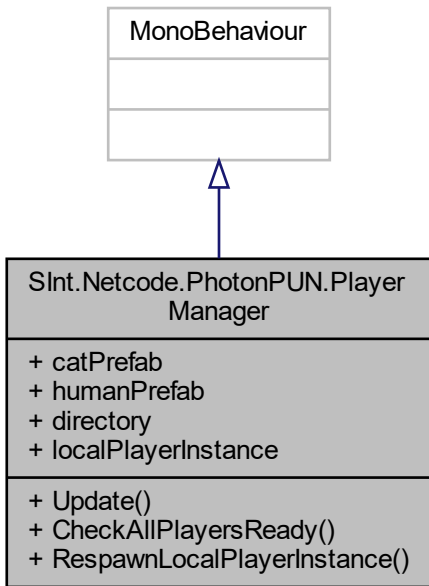 MonoBehaviour
SInt.Netcode.PhotonPUN.Player
Manager
+ catPrefab
+ humanPrefab
+ directory
+ localPlayerInstance
+ Update()
+ CheckAllPlayersReady()
+ RespawnLocalPlayerInstance()